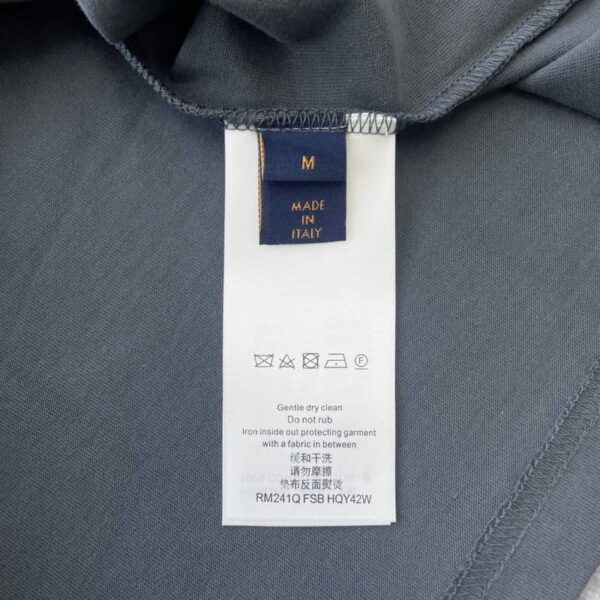 M
MADE
IN
ITALY
Gentle dry clean
Do not rub
Iron inside out protecting garment
with a fabric in between
缓和干洗
请勿摩擦
垫布反面熨烫
RM241Q FSB HQY42W